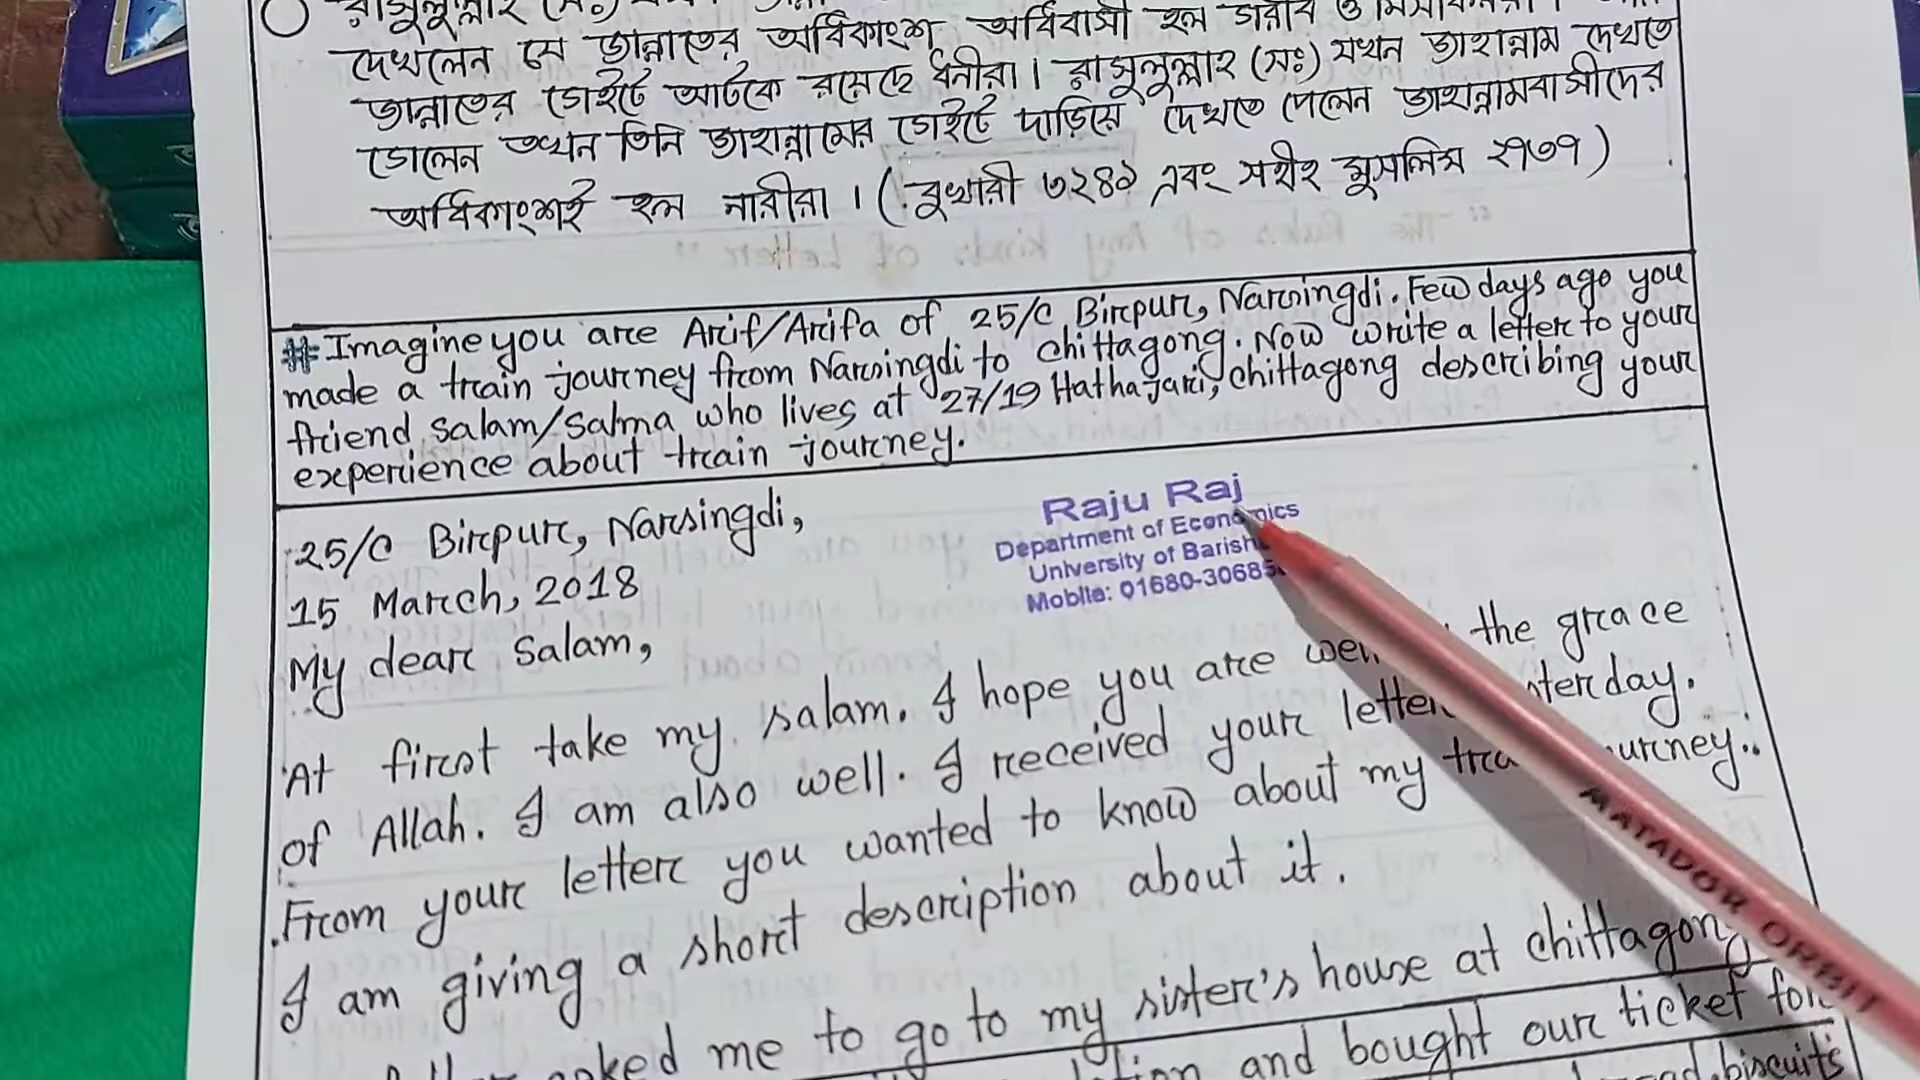 দেখলেন যে জান্নাতের অধিকাংশ অধিবাসী হল গরীব ও মিসকিনরা।
জান্নাতের গেইটে আটকে রয়েছে ধনীরা। রাসুলুল্লাহ (সঃ) যখন জাহান্নাম দেখতে
গেলেন তখন তিনি জাহান্নামের গেইটে দাড়িয়ে দেখতে পেলেন জাহান্নামবাসীদের
অধিকাংশই হল নারীরা। (বুখারী ৩২৪১ এবং সহীহ মুসলিম ২৭৩৭)
#Imagine you are Arif/Arifa of 25/C Birpur, Narsingdi. Few days ago you
made a train journey from Narsingdi to Chittagong. Now write a letter to your
friend salam/salma who lives at 27/19 Hathajari, chittagong describing your
experience about train journey.
25/C Birpur, Narsingdi,
15 March, 2018
My dear Salam,
Raju Raj
Department of Economics
University of
Mobile: 01680-3068
At first take my salam. I hope you are the grace
of Allah. I am also well. I received your letter
From your letter you wanted to know about my
I am giving a short description about it.
asked me to go to my sister's house at chittagong
and bought our ticket for
biscuits